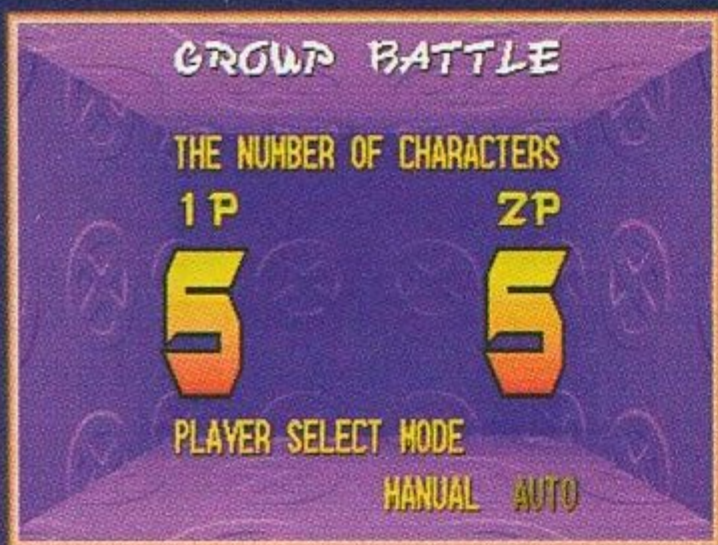 GROUP BATTLE
THE NUMBER OF CHARACTERS
1P 2P
5 5
PLAYER SELECT MODE
MANUAL AUTO